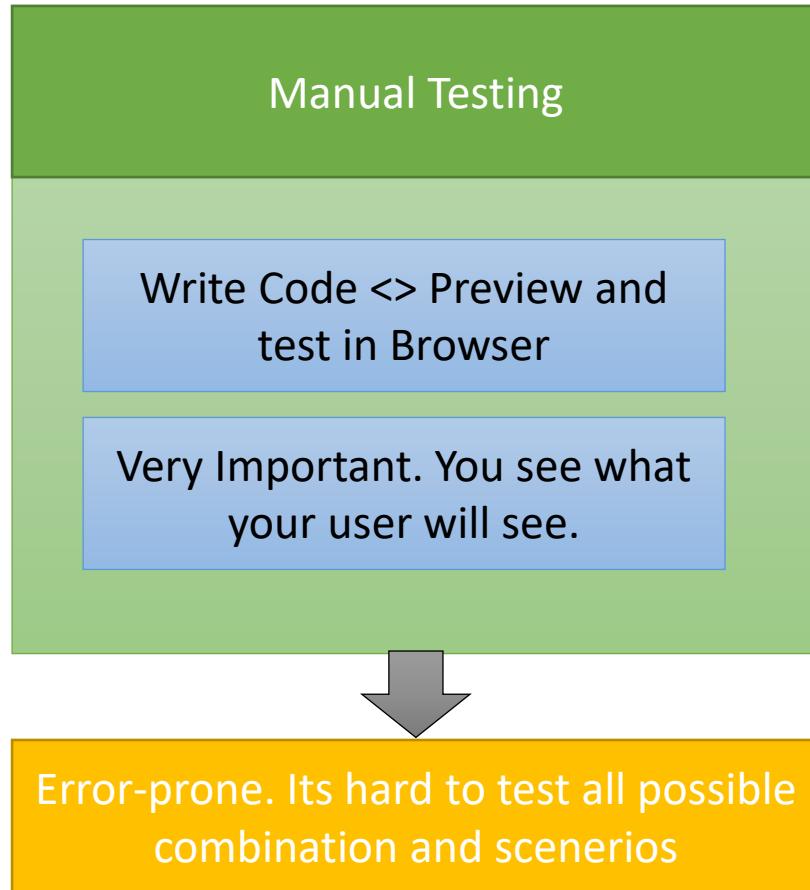 Manual Testing
Write Code <> Preview and
test in Browser
Very Important. You see what
your user will see.
Error-prone. Its hard to test all possible
combination and scenerios